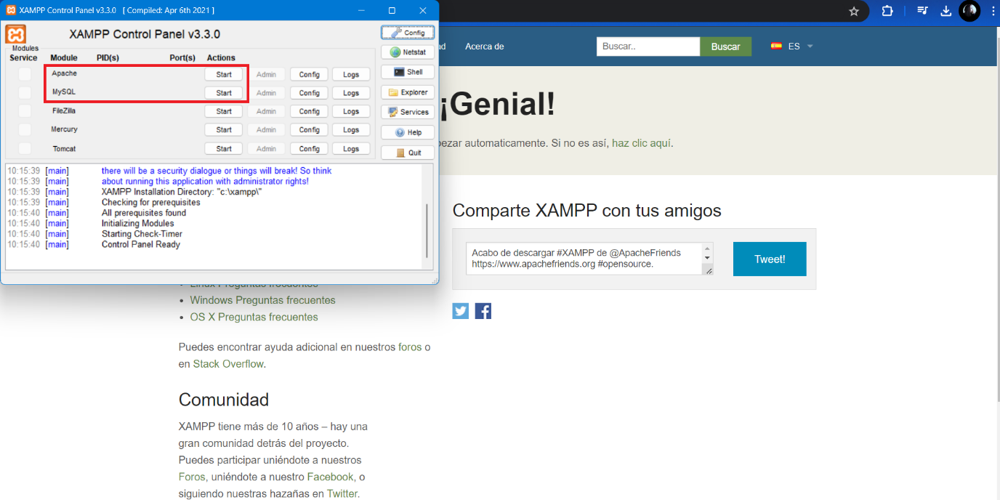 XAMPP Control Panel v3.3.0 [ Compiled: Apr 6th 2021 ]
XAMPP Control Panel v3.3.0
Config
Modules
Service Module PID(s) Port(s) Actions
Netstat
Apache Start Admin Config Logs
Shell
MySQL Start Admin Config Logs
Explorer
FileZilla Start Admin Config Logs
Services
Mercury Start Admin Config Logs
Help
Tomcat Start Admin Config Logs
Quit
10:15:39 [main] there will be a security dialogue or things will break! So think
10:15:39 [main] about running this application with administrator rights!
10:15:39 [main] XAMPP Installation Directory: "c:\xampp\"
10:15:39 [main] Checking for prerequisites
10:15:40 [main] All prerequisites found
10:15:40 [main] Initializing Modules
10:15:40 [main] Starting Check-Timer
10:15:40 [main] Control Panel Ready
Acerca de
Buscar..
Buscar
ES
¡Genial!
ezar automaticamente. Si no es así, haz clic aquí.
Comparte XAMPP con tus amigos
Acabo de descargar #XAMPP de @ApacheFriends
https://www.apachefriends.org #opensource.
Tweet!
Linux Preguntas frecuentes
Windows Preguntas frecuentes
OS X Preguntas frecuentes
Puedes encontrar ayuda adicional en nuestros foros o
en Stack Overflow.
Comunidad
XAMPP tiene más de 10 años – hay una
gran comunidad detrás del proyecto.
Puedes participar uniéndote a nuestros
Foros, uniéndote a nuestro Facebook, o
siguiendo nuestras hazañas en Twitter.